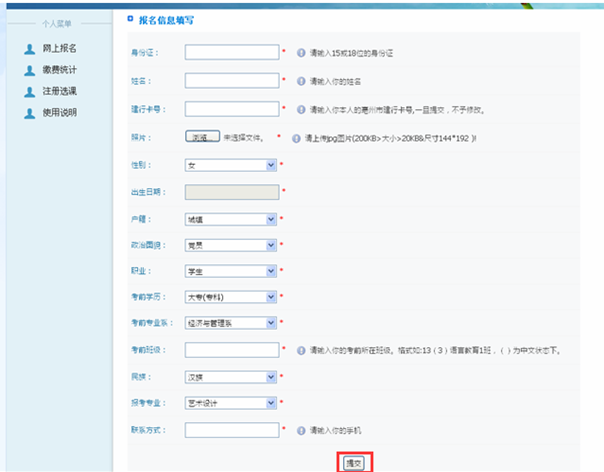 个人菜单
网上报名
缴费统计
注册选课
使用说明
报名信息填写
身份证： * 请输入15或18位的身份证
姓名： * 请输入你的姓名
建行卡号： * 请输入你本人的亳州市建行卡号,一旦提交，不予修改。
照片： 浏览… 未选择文件。 * 请上传jpg图片(200KB>大小>20KB&尺寸144*192 )!
性别： 女 *
出生日期： *
户籍： 城镇 *
政治面貌： 党员 *
职业： 学生 *
考前学历： 大专(专科) *
考前专业系： 经济与管理系 *
考前班级： * 请输入你的考前所在班级。格式如:13（3）语言教育1班，（）为中文状态下。
民族： 汉族 *
报考专业： 艺术设计 *
联系方式： * 请输入你的手机
提交